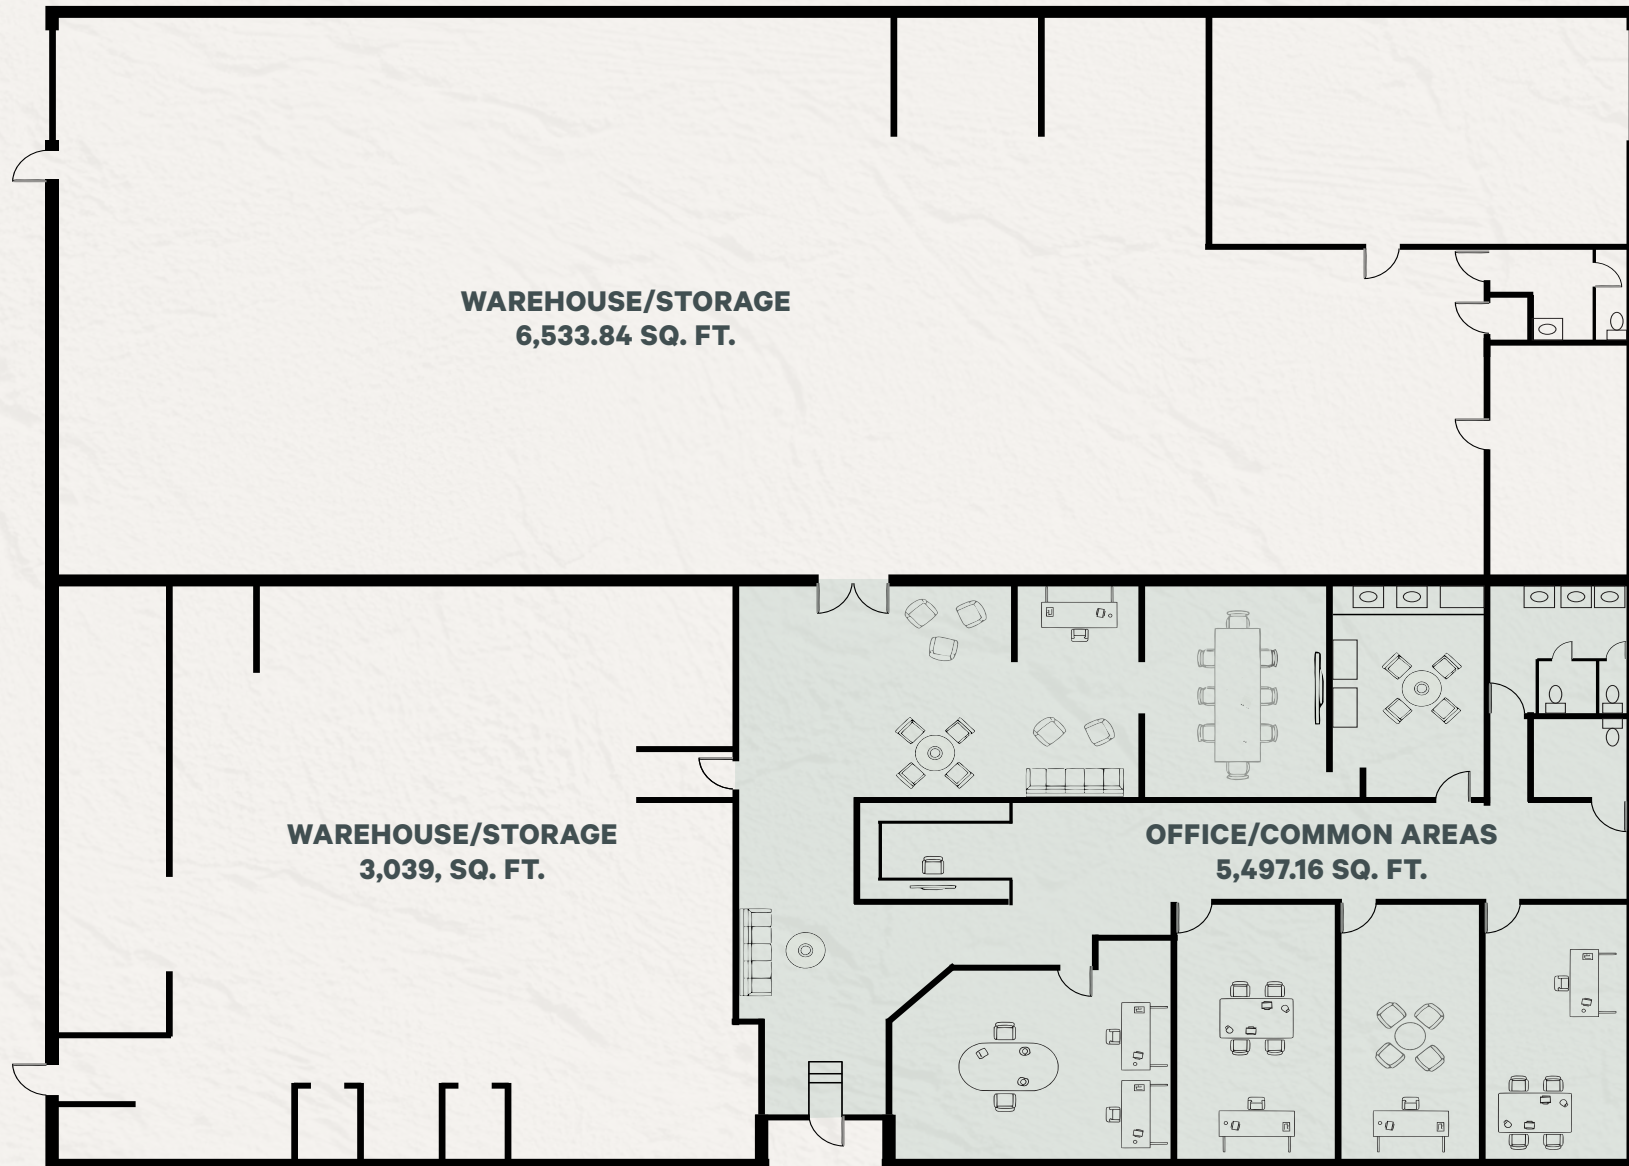 WAREHOUSE/STORAGE
6,533.84 SQ. FT.
WAREHOUSE/STORAGE
3,039, SQ. FT.
OFFICE/COMMON AREAS
5,497.16 SQ. FT.